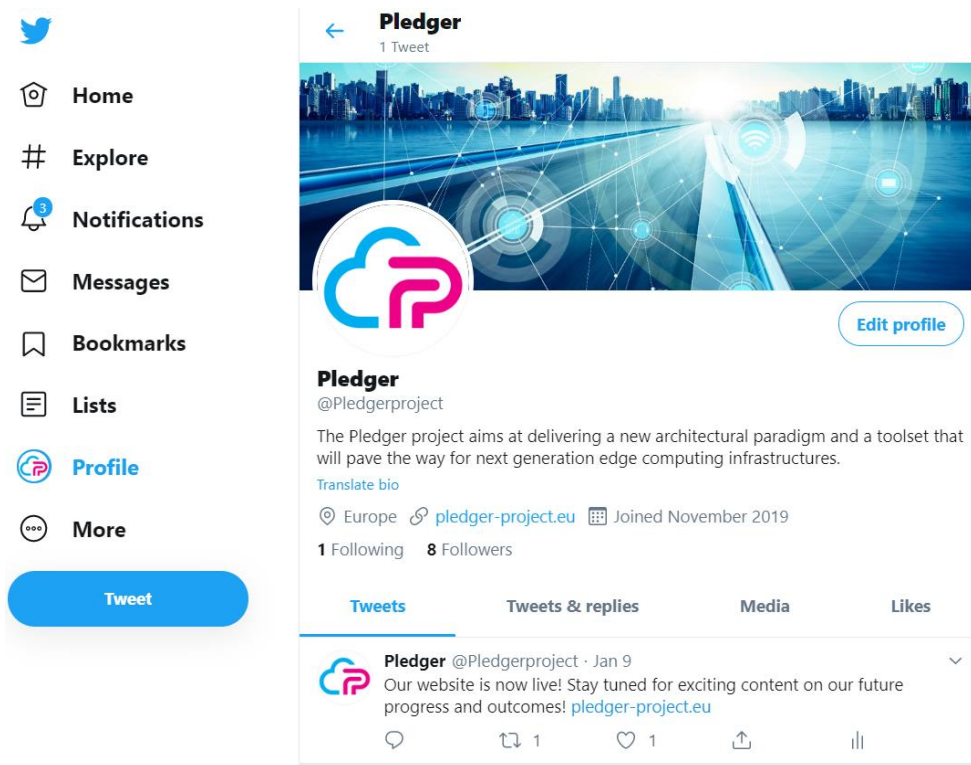 Home
Explore
3
Notifications
Messages
Bookmarks
Lists
Profile
More
Tweet
Pledger
1 Tweet
Edit profile
Pledger
@Pledgerproject
The Pledger project aims at delivering a new architectural paradigm and a toolset that
will pave the way for next generation edge computing infrastructures.
Translate bio
Europe pledger-project.eu Joined November 2019
1 Following 8 Followers
Tweets Tweets & replies Media Likes
Pledger @Pledgerproject · Jan 9
Our website is now live! Stay tuned for exciting content on our future
progress and outcomes! pledger-project.eu
1 1